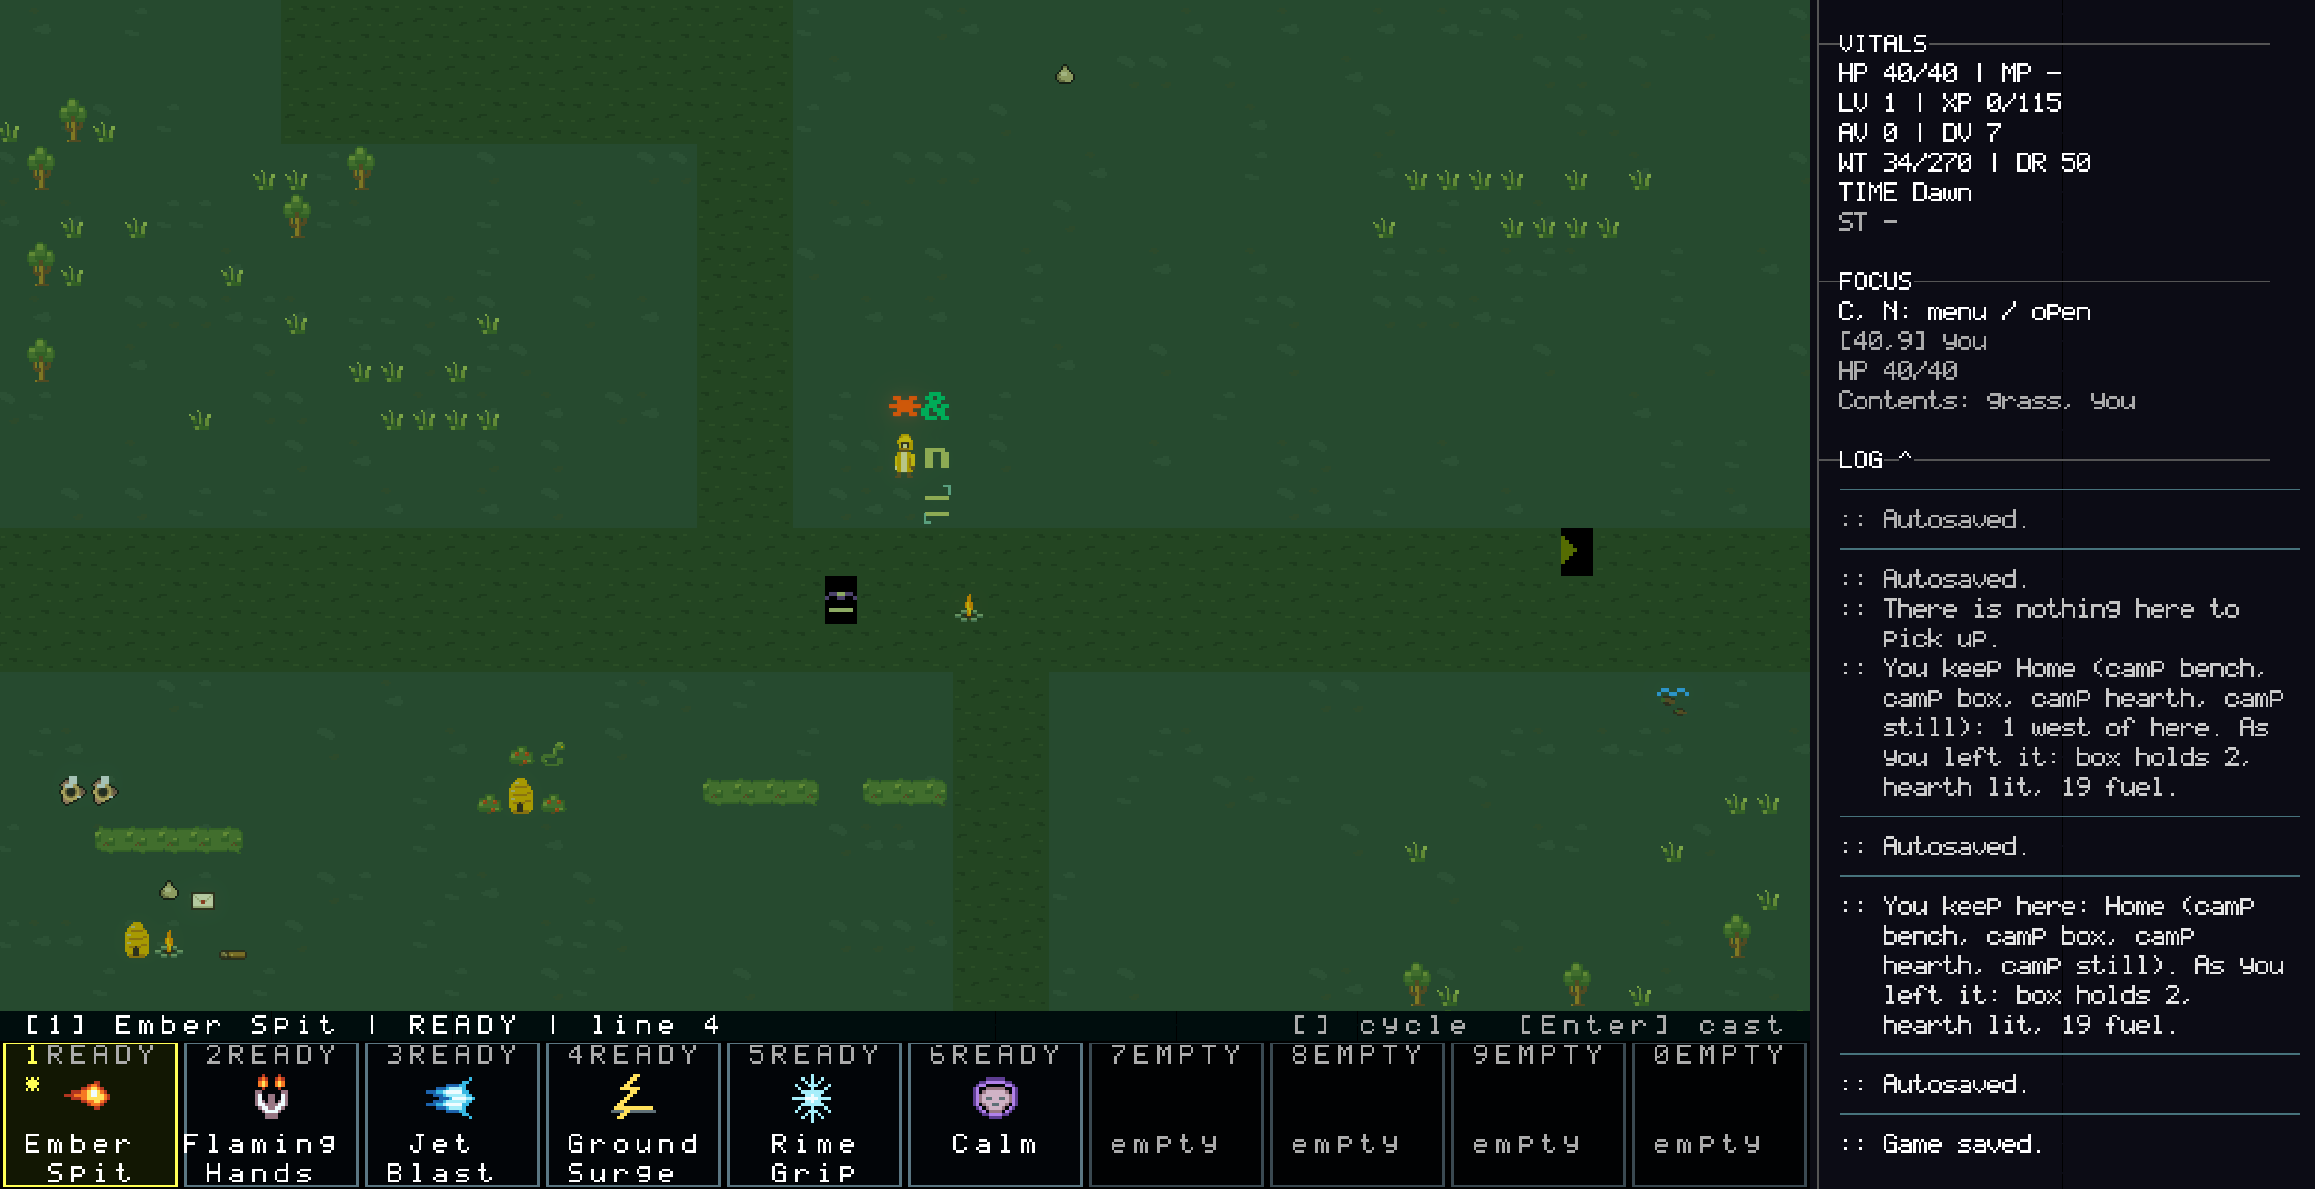 VITALS
HP 40/40 | MP -
LV 1 | XP 0/115
AV 0 | DV 7
WT 34/270 | DR 50
TIME Dawn
ST -
FOCUS
C, N: menu / open
[40,9] you
HP 40/40
Contents: grass, you
LOG ^
:: Autosaved.
:: Autosaved.
:: There is nothing here to
pick up.
:: You keep Home (camp bench,
camp box, camp hearth, camp
still): 1 west of here. As
you left it: box holds 2,
hearth lit, 19 fuel.
:: Autosaved.
:: You keep here: Home (camp
bench, camp box, camp
hearth, camp still). As you
left it: box holds 2,
hearth lit, 19 fuel.
:: Autosaved.
:: Game saved.
&
n
[1] Ember Spit | READY | line 4
[] cycle [Enter] cast
1READY
2READY
3READY
4READY
5READY
6READY
7EMPTY
8EMPTY
9EMPTY
0EMPTY
*
Ember
Spit
Flaming
Hands
Jet
Blast
Ground
Surge
Rime
Grip
Calm
empty
empty
empty
empty